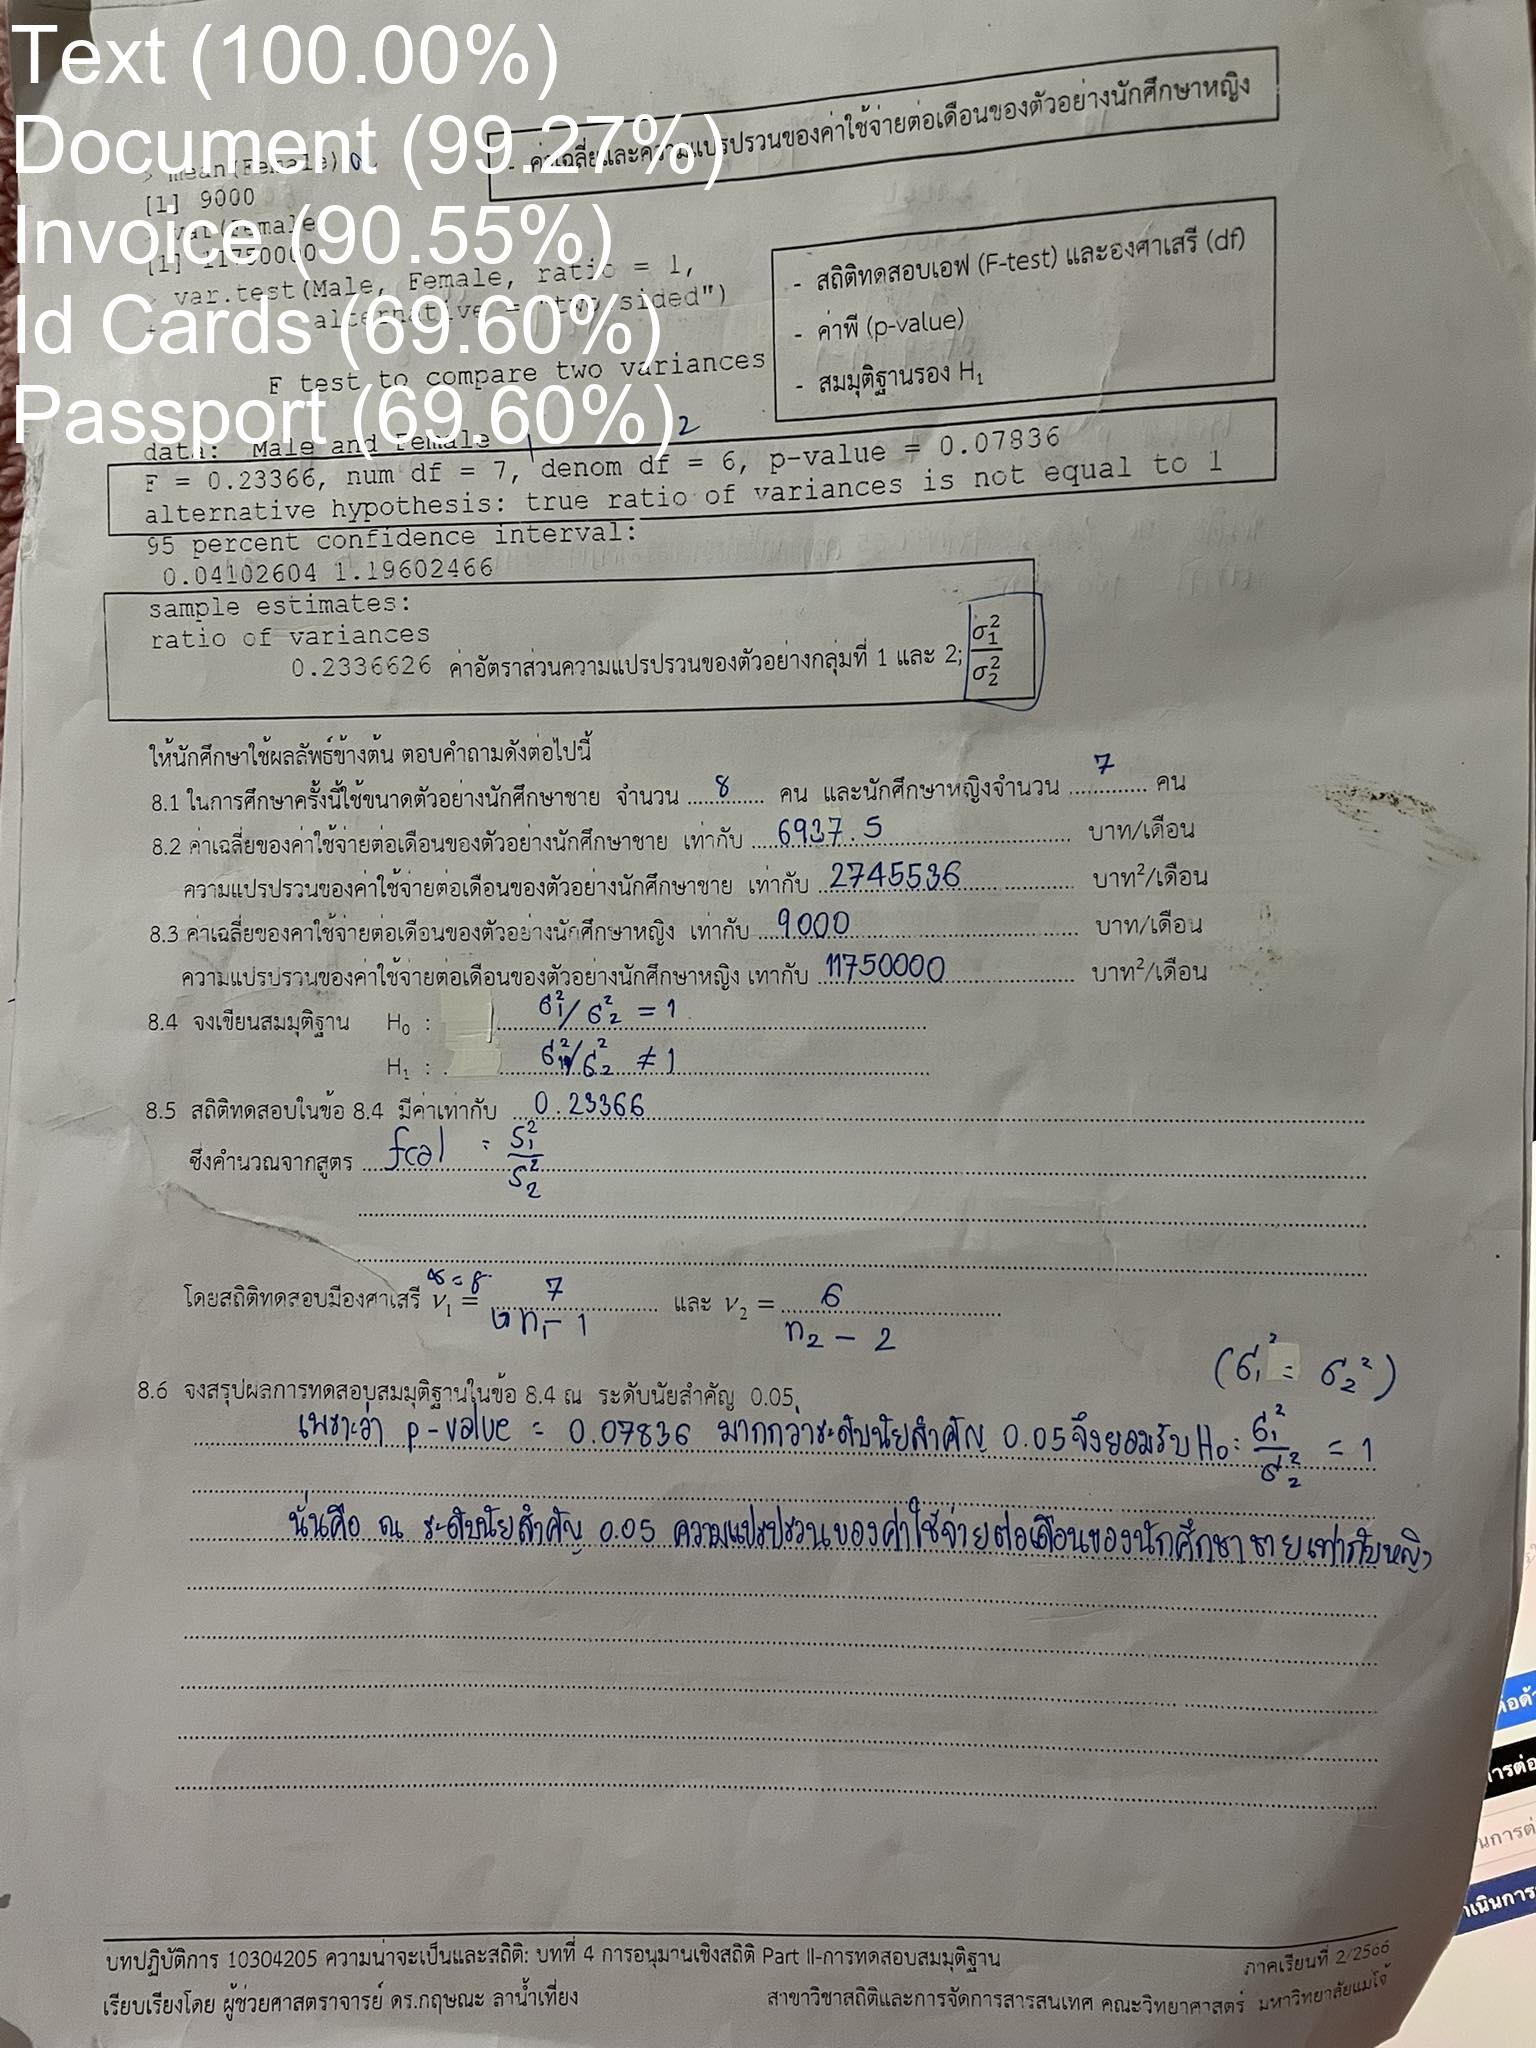 Text (100.00%)
Document (99.27%)
Invoice (90.55%)
Id Cards (69.60%)
Passport (69.60%)
- ค่าเฉลี่ยและความแปรปรวนของค่าใช้จ่ายต่อเดือนของตัวอย่างนักศึกษาหญิง
> mean(Female)
[1] 9000
> var(Female
[1] 11750000
> var.test(Male, Female, ratio = 1,
+ alternative = "two.sided")
- สถิติทดสอบเอฟ (F-test) และองศาเสรี (df)
- ค่าพี (p-value)
- สมมุติฐานรอง H₁
F test to compare two variances
data: Male and Female
1 2
F = 0.23366, num df = 7, denom df = 6, p-value = 0.07836
alternative hypothesis: true ratio of variances is not equal to 1
95 percent confidence interval:
0.04102604 1.19602466
sample estimates:
ratio of variances
0.2336626 ค่าอัตราส่วนความแปรปรวนของตัวอย่างกลุ่มที่ 1 และ 2; σ₁²/σ₂²
ให้นักศึกษาใช้ผลลัพธ์ข้างต้น ตอบคำถามดังต่อไปนี้
8.1 ในการศึกษาครั้งนี้ใช้ขนาดตัวอย่างนักศึกษาชาย จำนวน 8 คน และนักศึกษาหญิงจำนวน 7 คน
8.2 ค่าเฉลี่ยของค่าใช้จ่ายต่อเดือนของตัวอย่างนักศึกษาชาย เท่ากับ 6937.5 บาท/เดือน
ความแปรปรวนของค่าใช้จ่ายต่อเดือนของตัวอย่างนักศึกษาชาย เท่ากับ 2745536 บาท²/เดือน
8.3 ค่าเฉลี่ยของค่าใช้จ่ายต่อเดือนของตัวอย่างนักศึกษาหญิง เท่ากับ 9000 บาท/เดือน
ความแปรปรวนของค่าใช้จ่ายต่อเดือนของตัวอย่างนักศึกษาหญิง เท่ากับ 11750000 บาท²/เดือน
8.4 จงเขียนสมมุติฐาน H₀ : σ₁²/σ₂² = 1
H₁ : σ₁²/σ₂² ≠ 1
8.5 สถิติทดสอบในข้อ 8.4 มีค่าเท่ากับ 0.23366
ซึ่งคำนวณจากสูตร fcal = S₁²/S₂²
โดยสถิติทดสอบมีองศาเสรี ν₁ = 7 และ ν₂ = 6
n₁ - 1 n₂ - 2
(σ₁² = σ₂²)
8.6 จงสรุปผลการทดสอบสมมุติฐานในข้อ 8.4 ณ ระดับนัยสำคัญ 0.05
เพราะว่า p-value = 0.07836 มากกว่าระดับนัยสำคัญ 0.05 จึงยอมรับ H₀: σ₁²/σ₂² = 1
นั่นคือ ณ ระดับนัยสำคัญ 0.05 ความแปรปรวนของค่าใช้จ่ายต่อเดือนของนักศึกษาชายเท่ากับหญิง
บทปฏิบัติการ 10304205 ความน่าจะเป็นและสถิติ: บทที่ 4 การอนุมานเชิงสถิติ Part II-การทดสอบสมมุติฐาน
ภาคเรียนที่ 2/2566
เรียบเรียงโดย ผู้ช่วยศาสตราจารย์ ดร.กฤษณะ ลาน้ำเที่ยง
สาขาวิชาสถิติและการจัดการสารสนเทศ คณะวิทยาศาสตร์ มหาวิทยาลัยแม่โจ้